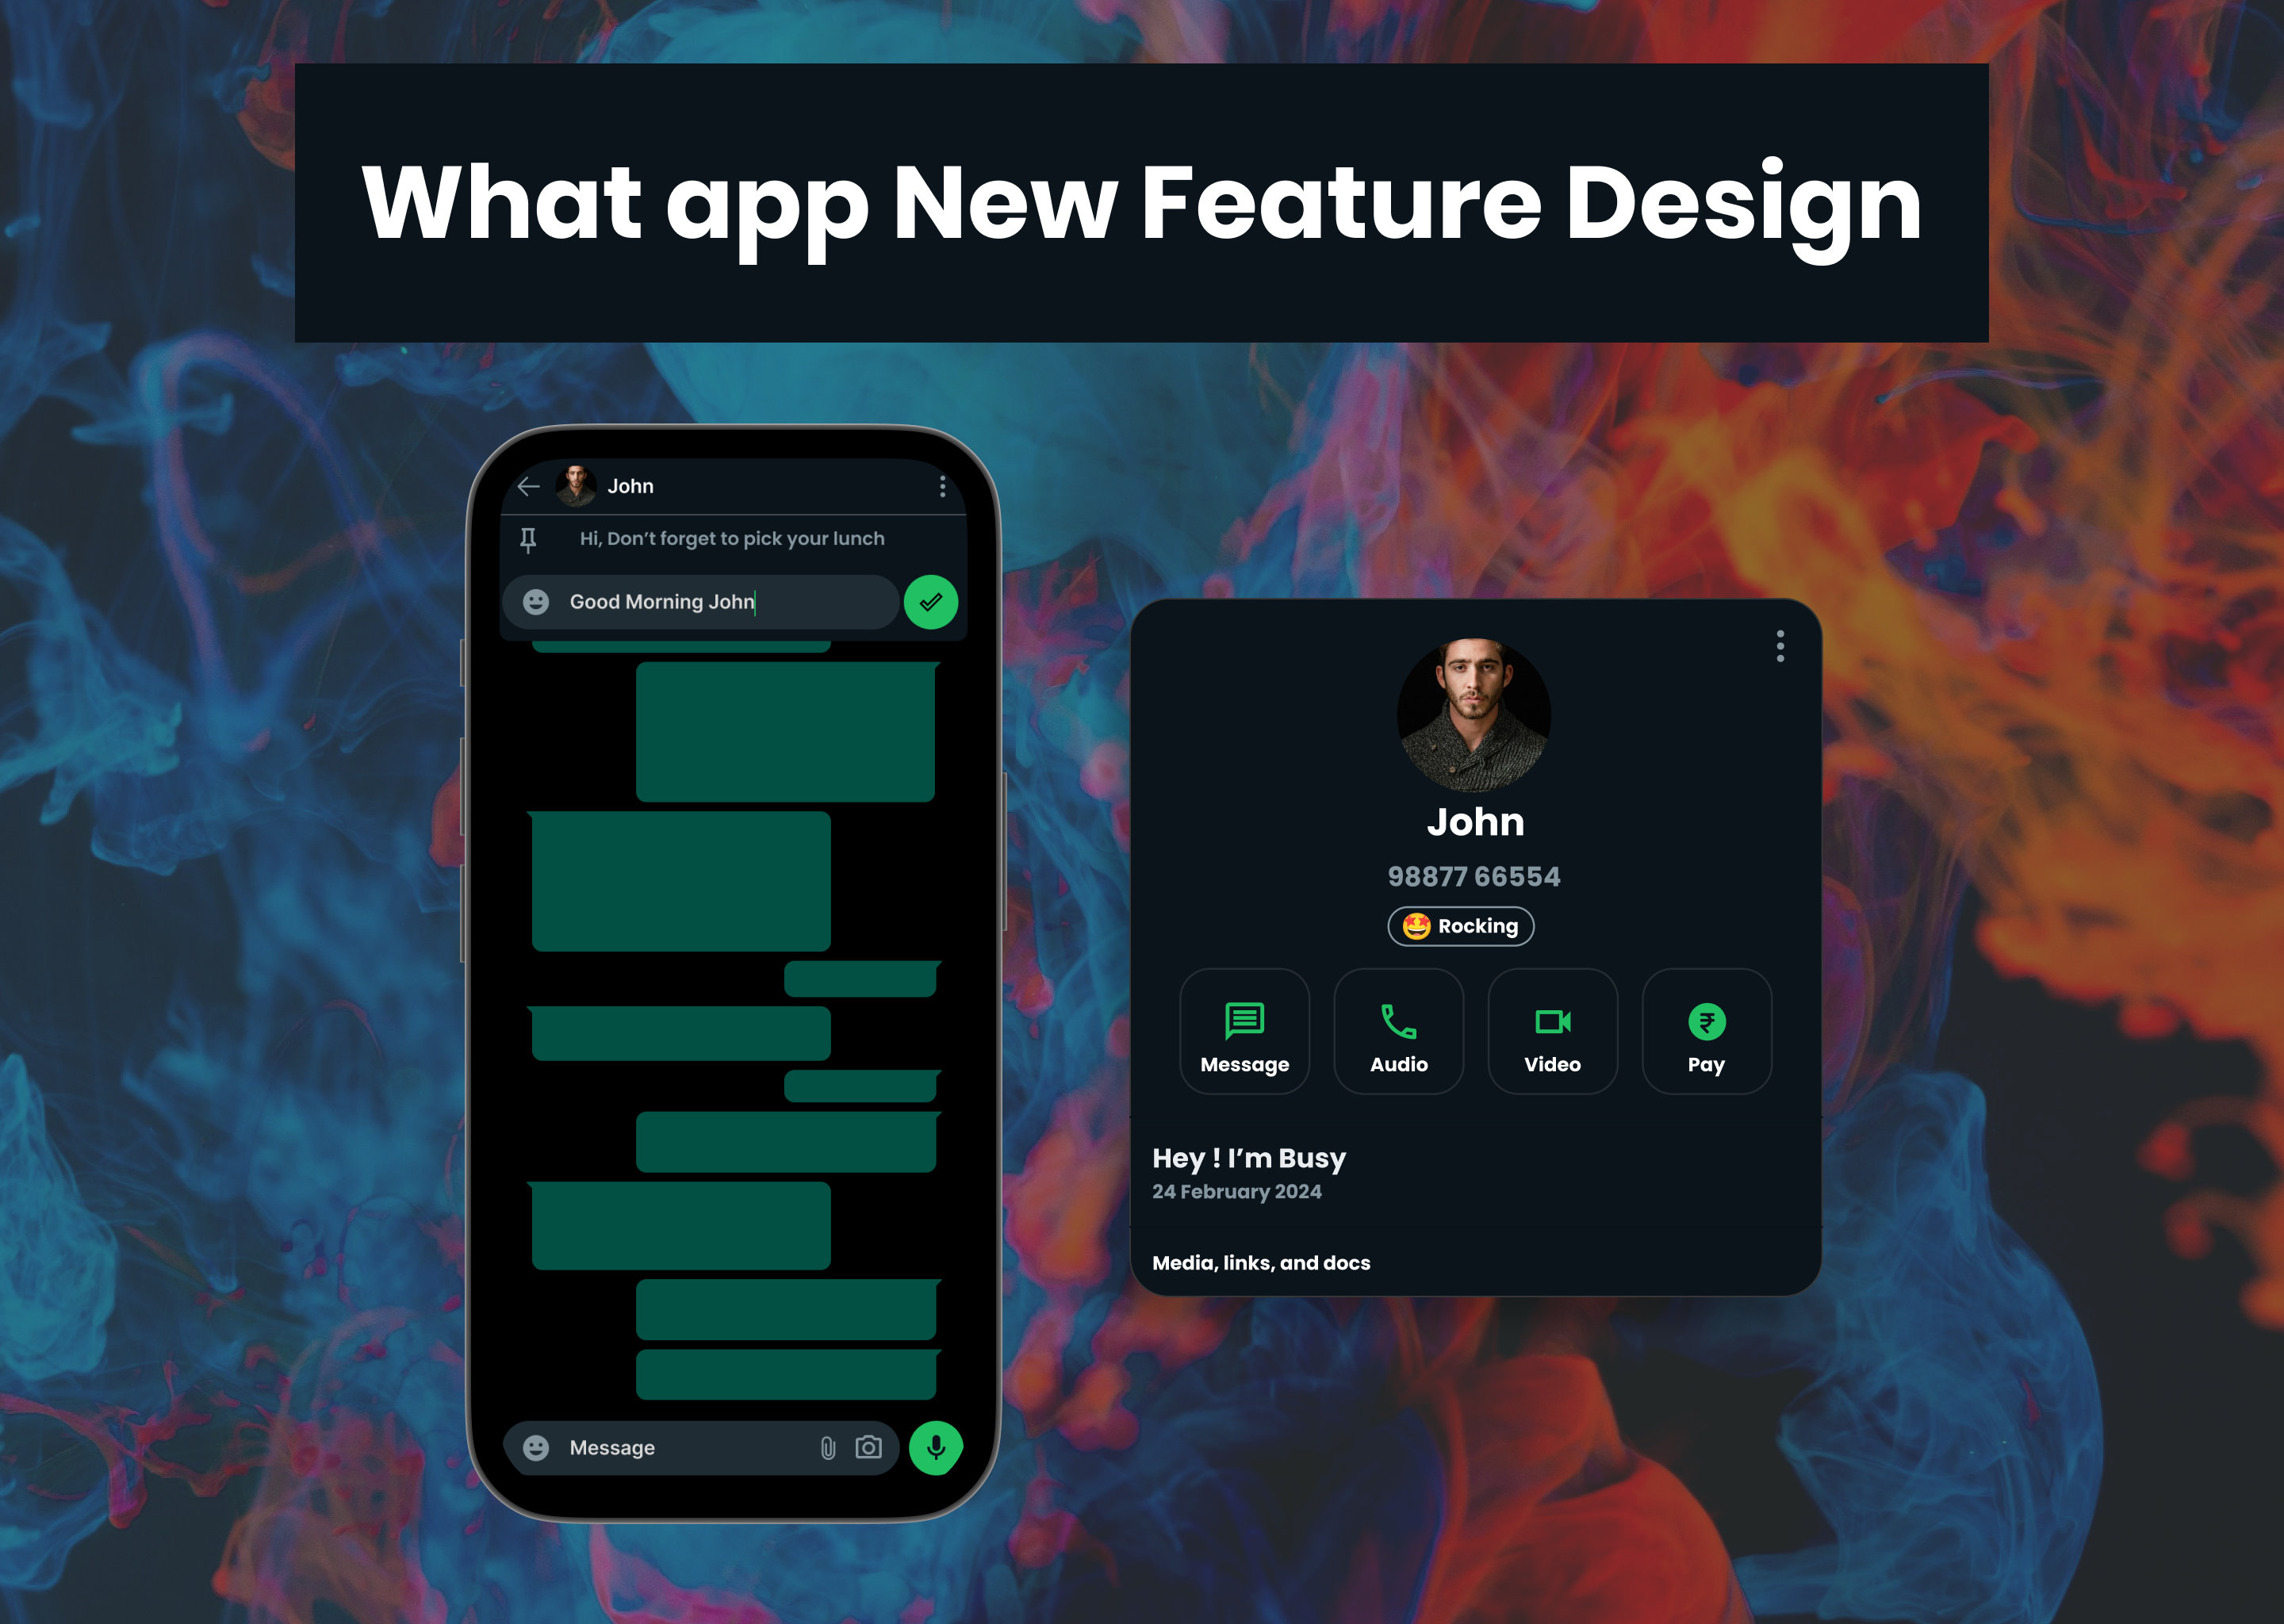 What app New Feature Design
John
Hi, Don’t forget to pick your lunch
Good Morning John
Message
John
98877 66554
Rocking
Message
Audio
Video
Pay
Hey ! I’m Busy
24 February 2024
Media, links, and docs